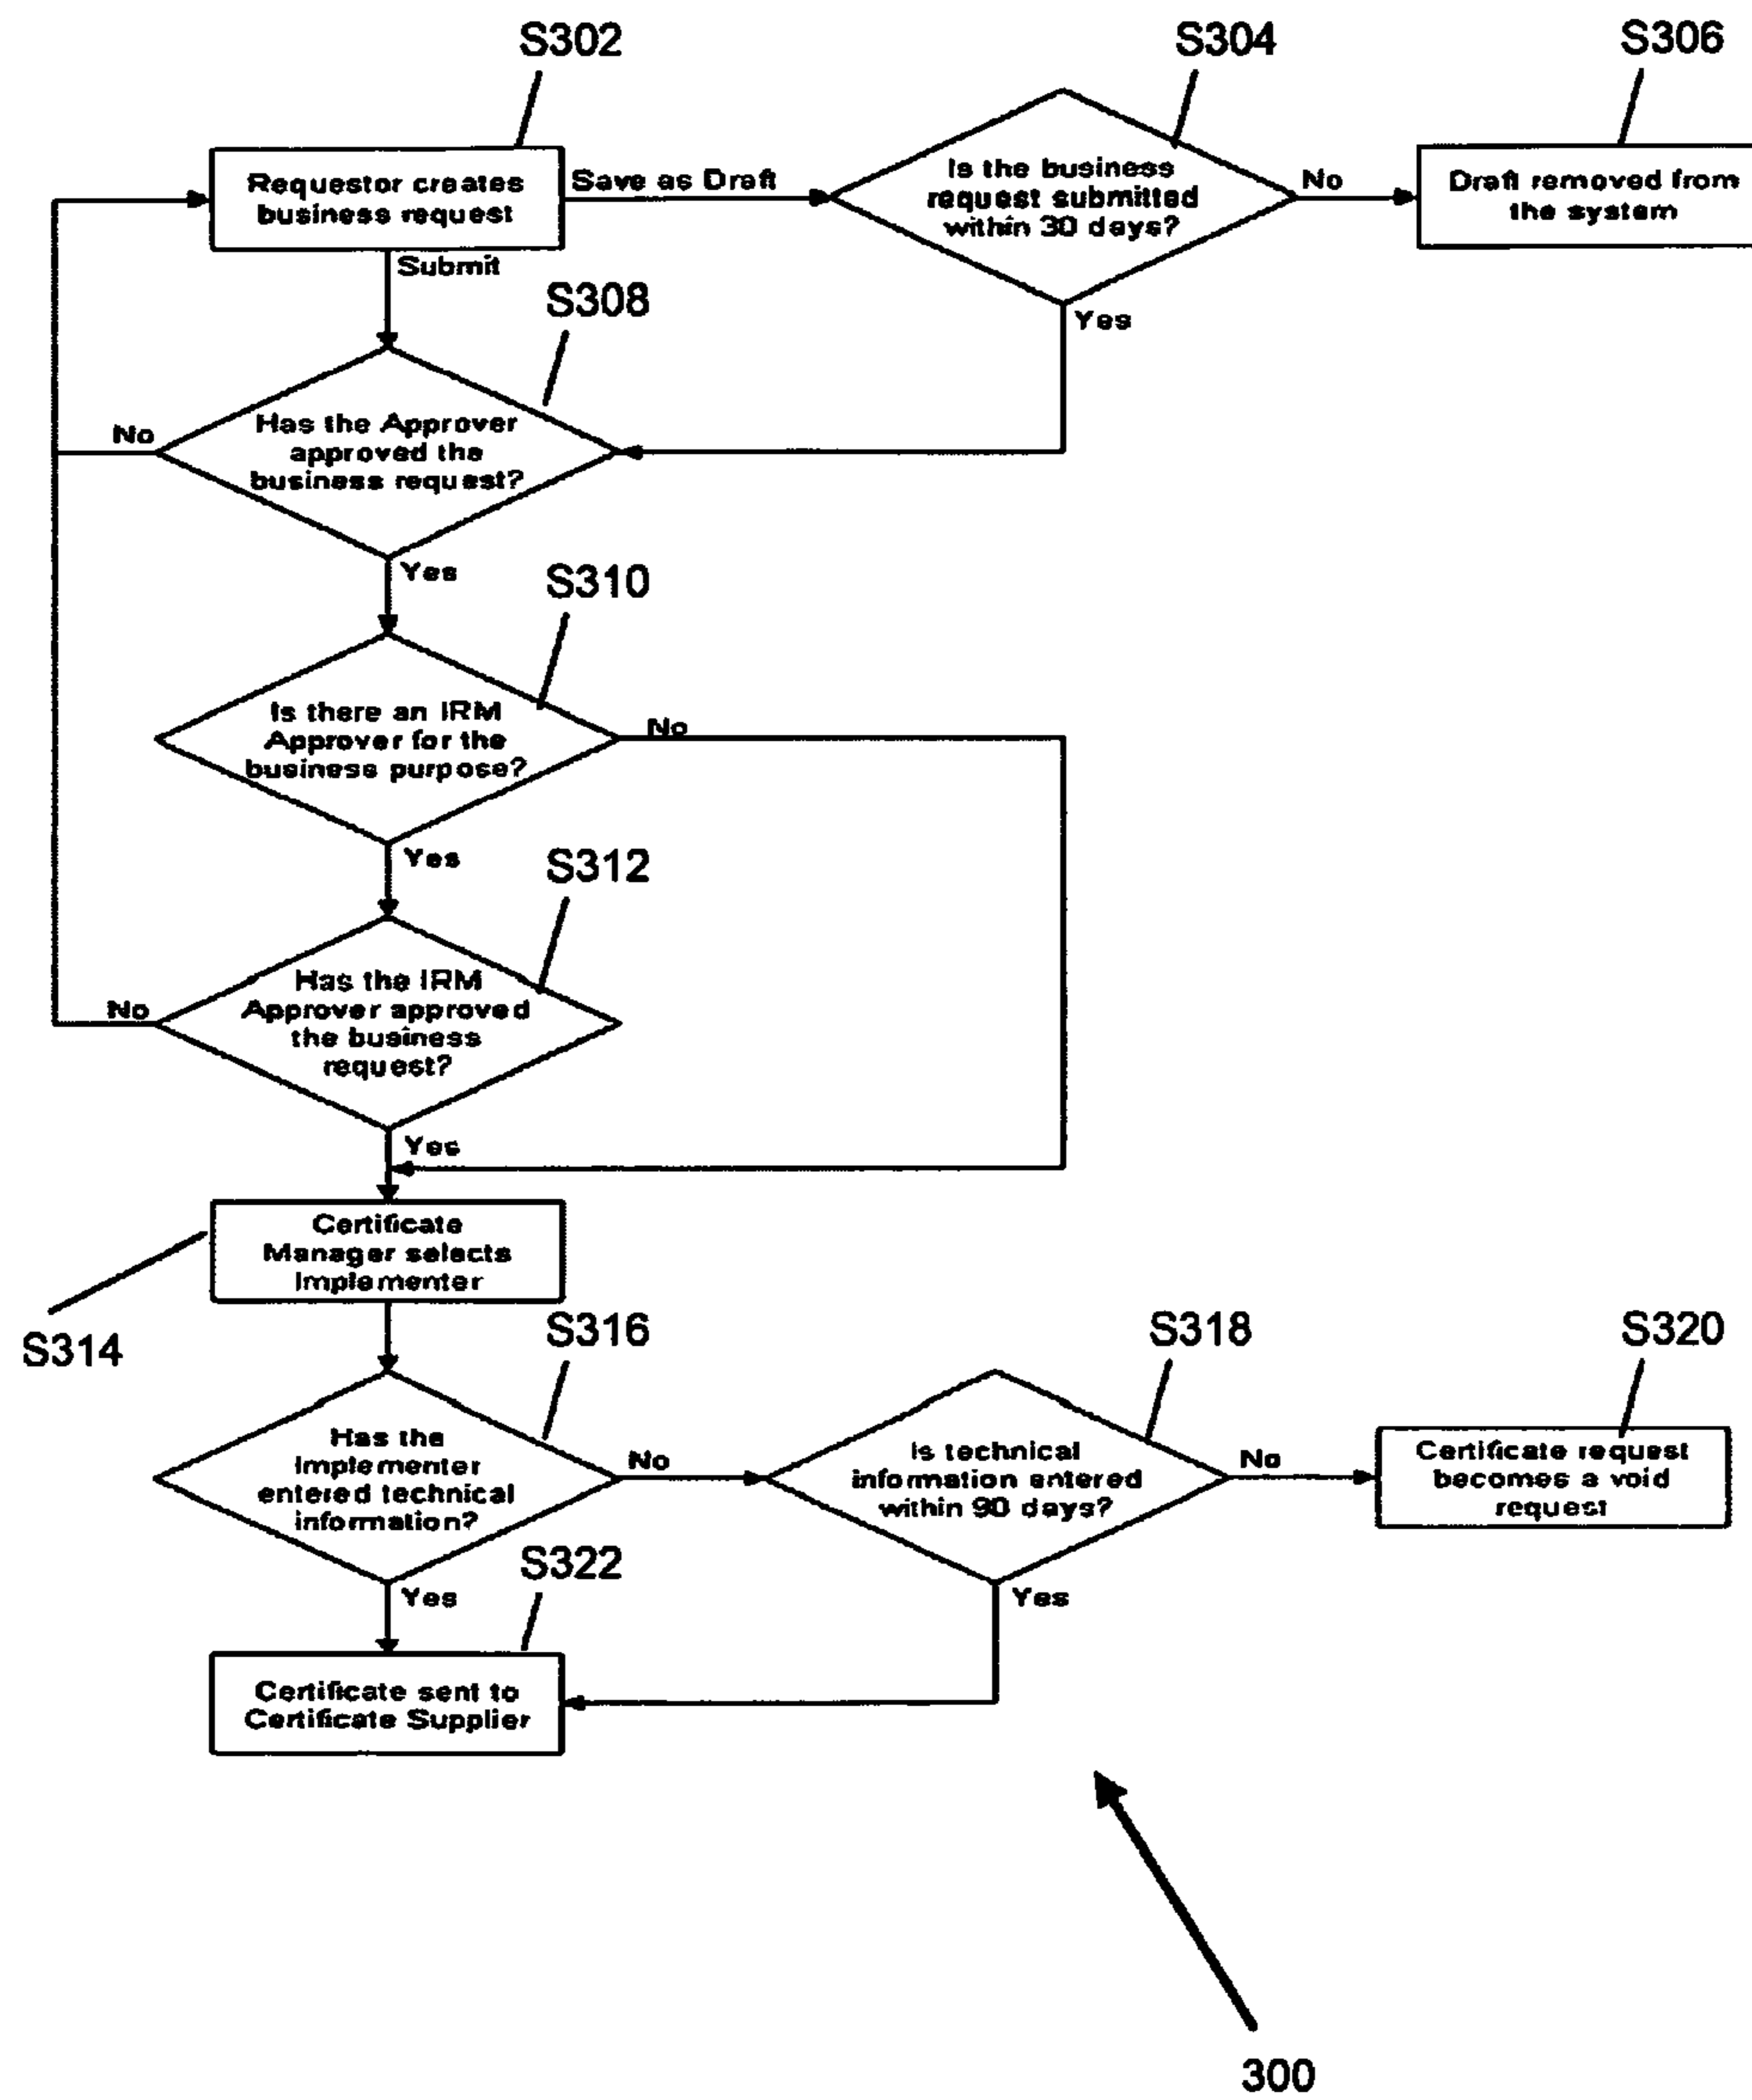 S302
S304
S306
Requestor creates
business request
Save as Draft
Is the business
request submitted
within 30 days?
No
Draft removed from
the system
Submit
S308
Yes
Has the Approver
approved the
business request?
No
Yes
S310
Is there an IRM
Approver for the
business purpose?
No
Yes
S312
Has the IRM
Approver approved
the business
request?
No
Yes
Certificate
Manager selects
Implementer
S314
S316
S318
S320
Has the
Implementer
entered technical
information?
No
Is technical
information entered
within 90 days?
No
Certificate request
becomes a void
request
S322
Yes
Yes
Certificate sent to
Certificate Supplier
300